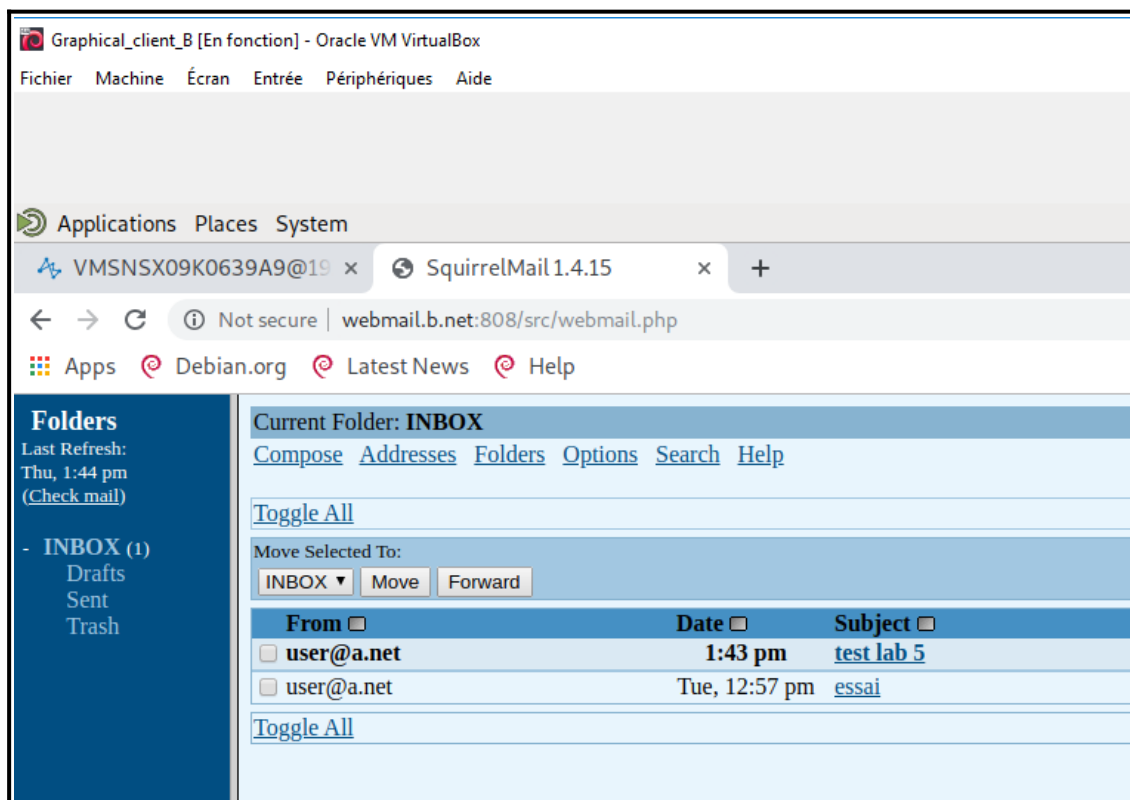 Graphical_client_B [En fonction] - Oracle VM VirtualBox
Fichier Machine Écran Entrée Périphériques Aide
Applications Places System
VMSNSX09K0639A9@19 × SquirrelMail 1.4.15 × +
Not secure | webmail.b.net:808/src/webmail.php
Apps Debian.org Latest News Help
Folders
Last Refresh:
Thu, 1:44 pm
(Check mail)
- INBOX (1)
Drafts
Sent
Trash
Current Folder: INBOX
Compose Addresses Folders Options Search Help
Toggle All
Move Selected To:
INBOX ▼ Move Forward
From Date Subject
user@a.net 1:43 pm test lab 5
user@a.net Tue, 12:57 pm essai
Toggle All